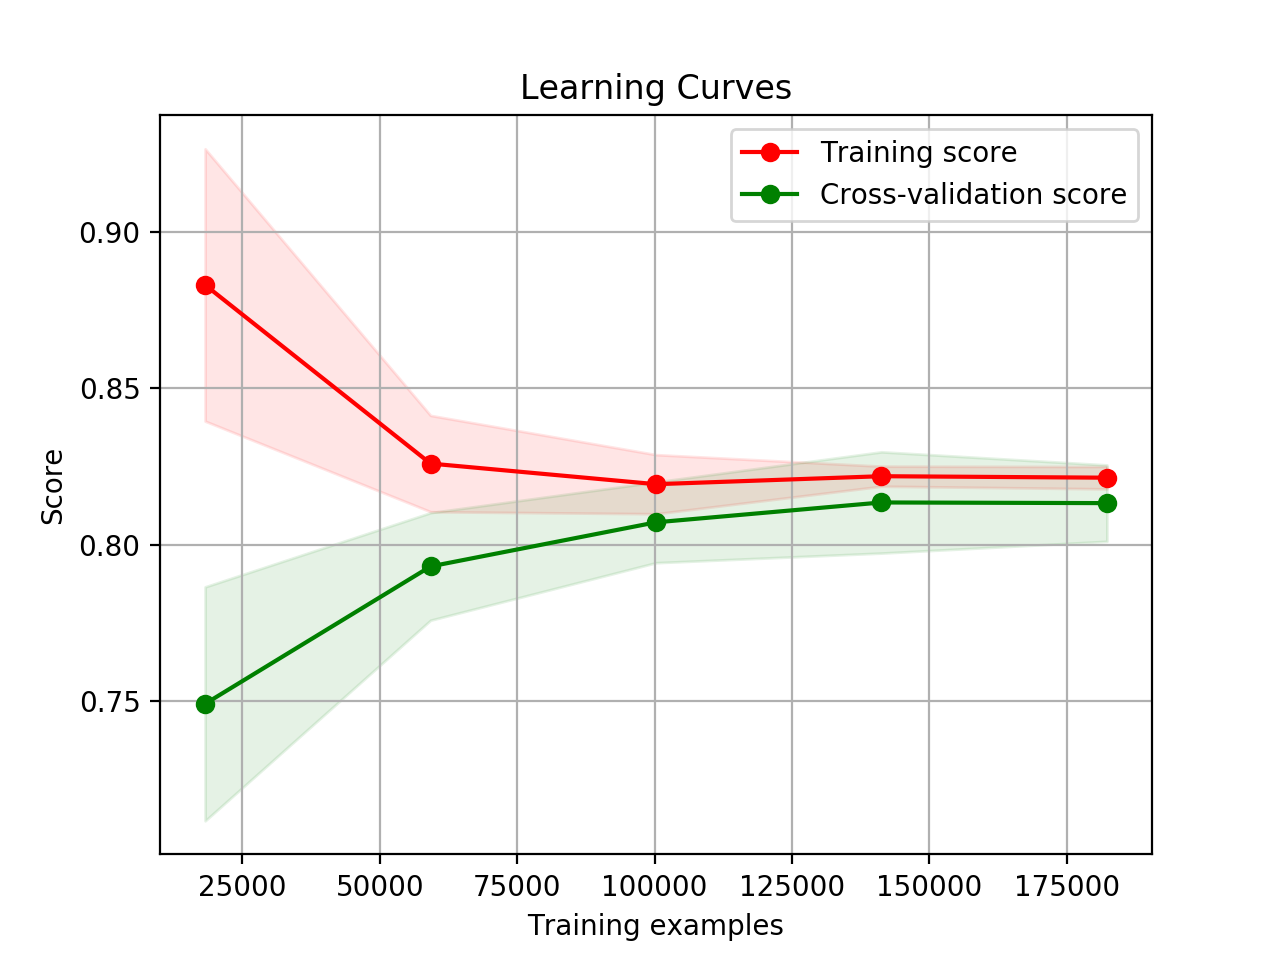 Learning Curves
Training score
Cross-validation score
0.90
0.85
0.80
0.75
Score
25000 50000 75000 100000 125000 150000 175000
Training examples